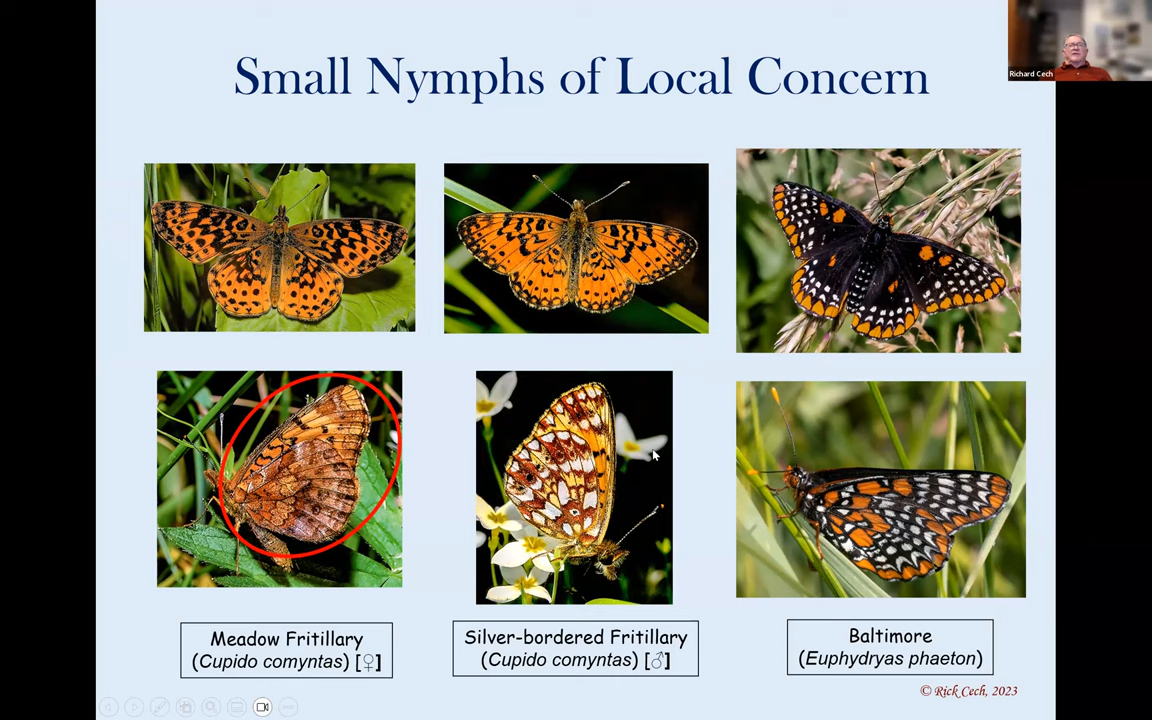 Small Nymphs of Local Concern
Richard Cech
Meadow Fritillary
(Cupido comyntas) [♀]
Silver-bordered Fritillary
(Cupido comyntas) [♂]
Baltimore
(Euphydryas phaeton)
© Rick Cech, 2023